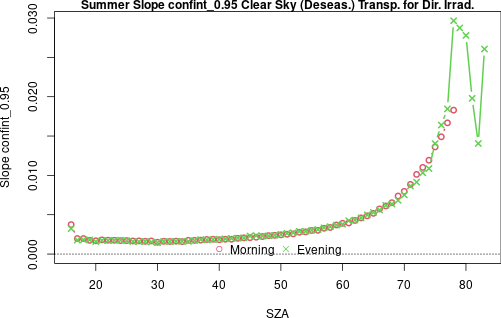 Summer Slope confint_0.95 Clear Sky (Deseas.) Transp. for Dir. Irrad.
Slope confint_0.95
0.030
0.020
0.010
0.000
Morning
Evening
20 30 40 50 60 70 80
SZA